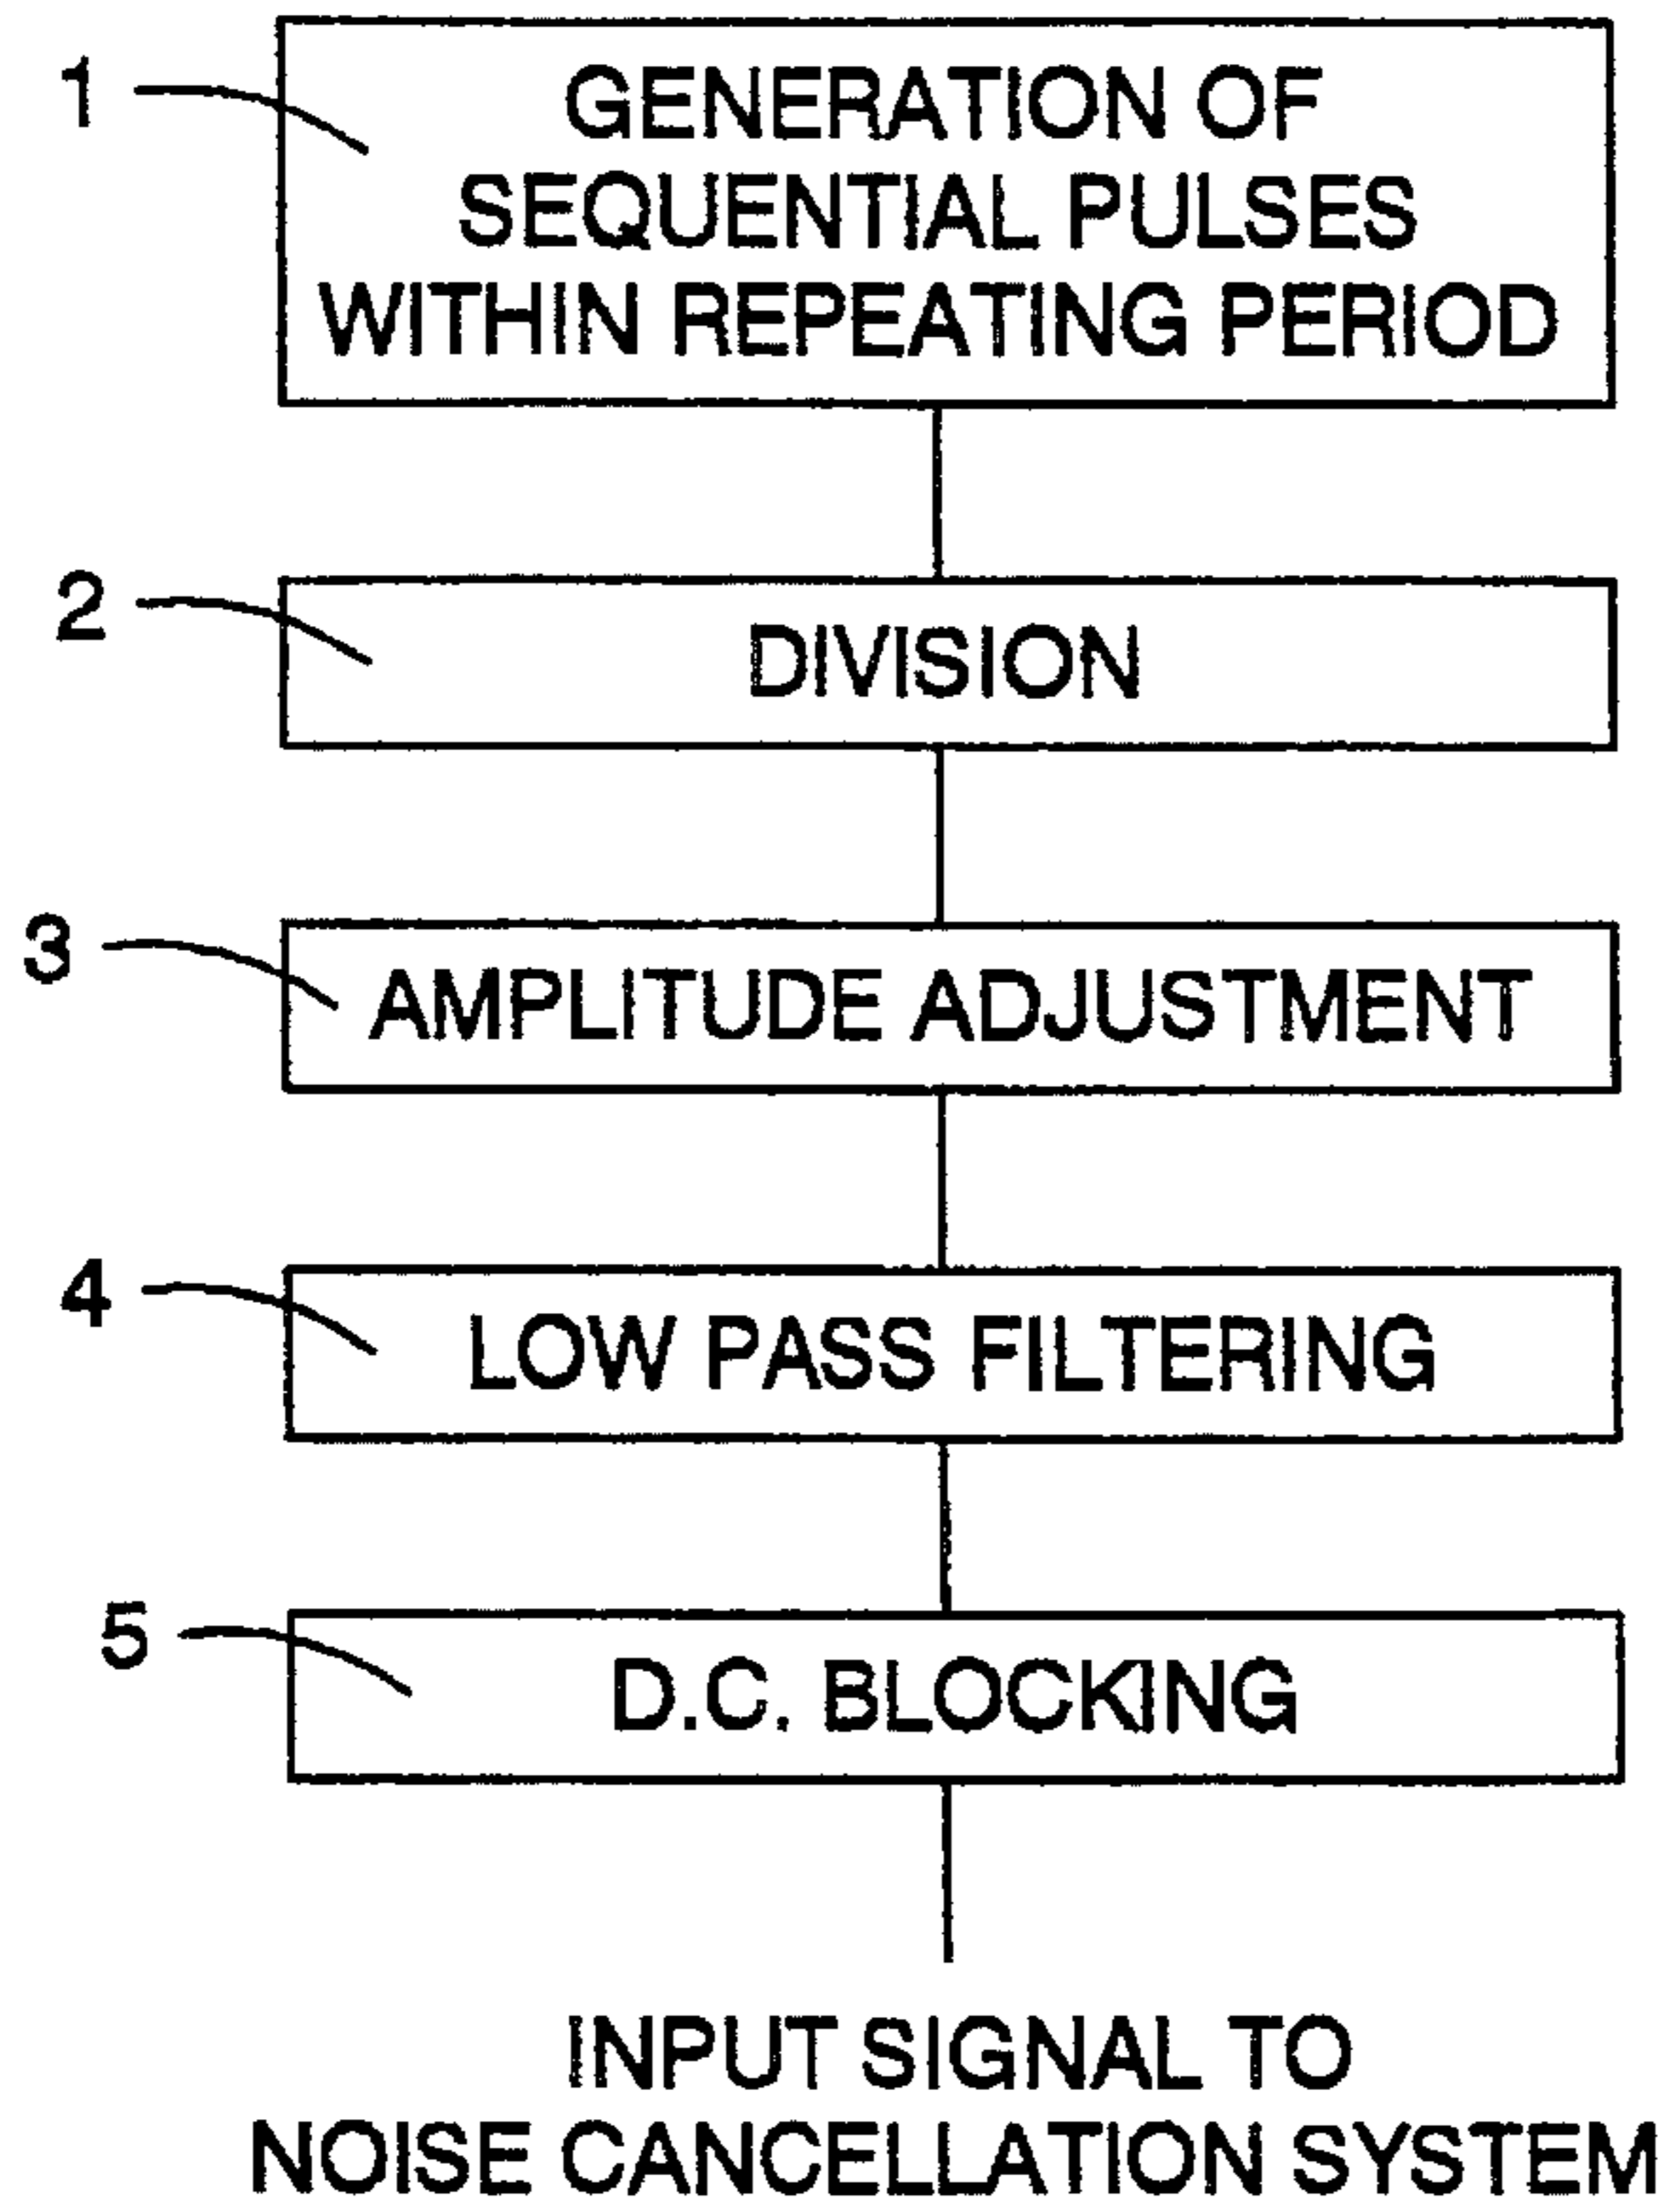 1
GENERATION OF
SEQUENTIAL PULSES
WITHIN REPEATING PERIOD
2
DIVISION
3
AMPLITUDE ADJUSTMENT
4
LOW PASS FILTERING
5
D.C. BLOCKING
INPUT SIGNAL TO
NOISE CANCELLATION SYSTEM